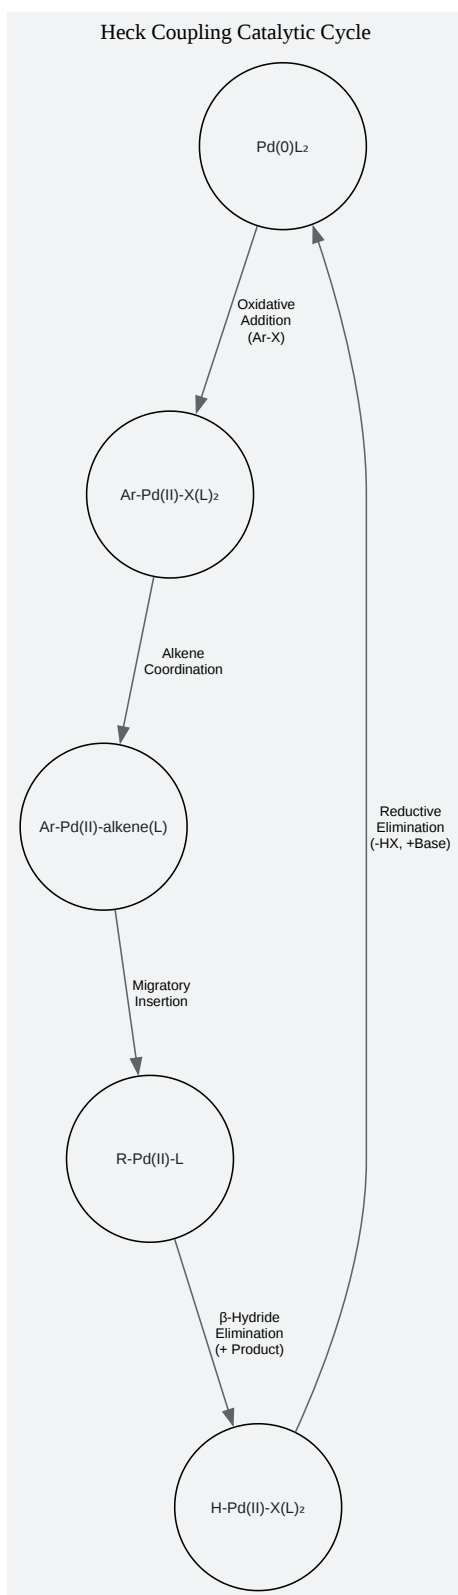 Heck Coupling Catalytic Cycle
Pd(0)L₂
Oxidative
Addition
(Ar-X)
Ar-Pd(II)-X(L)₂
Alkene
Coordination
Ar-Pd(II)-alkene(L)
Reductive
Elimination
(-HX, +Base)
Migratory
Insertion
R-Pd(II)-L
β-Hydride
Elimination
(+ Product)
H-Pd(II)-X(L)₂